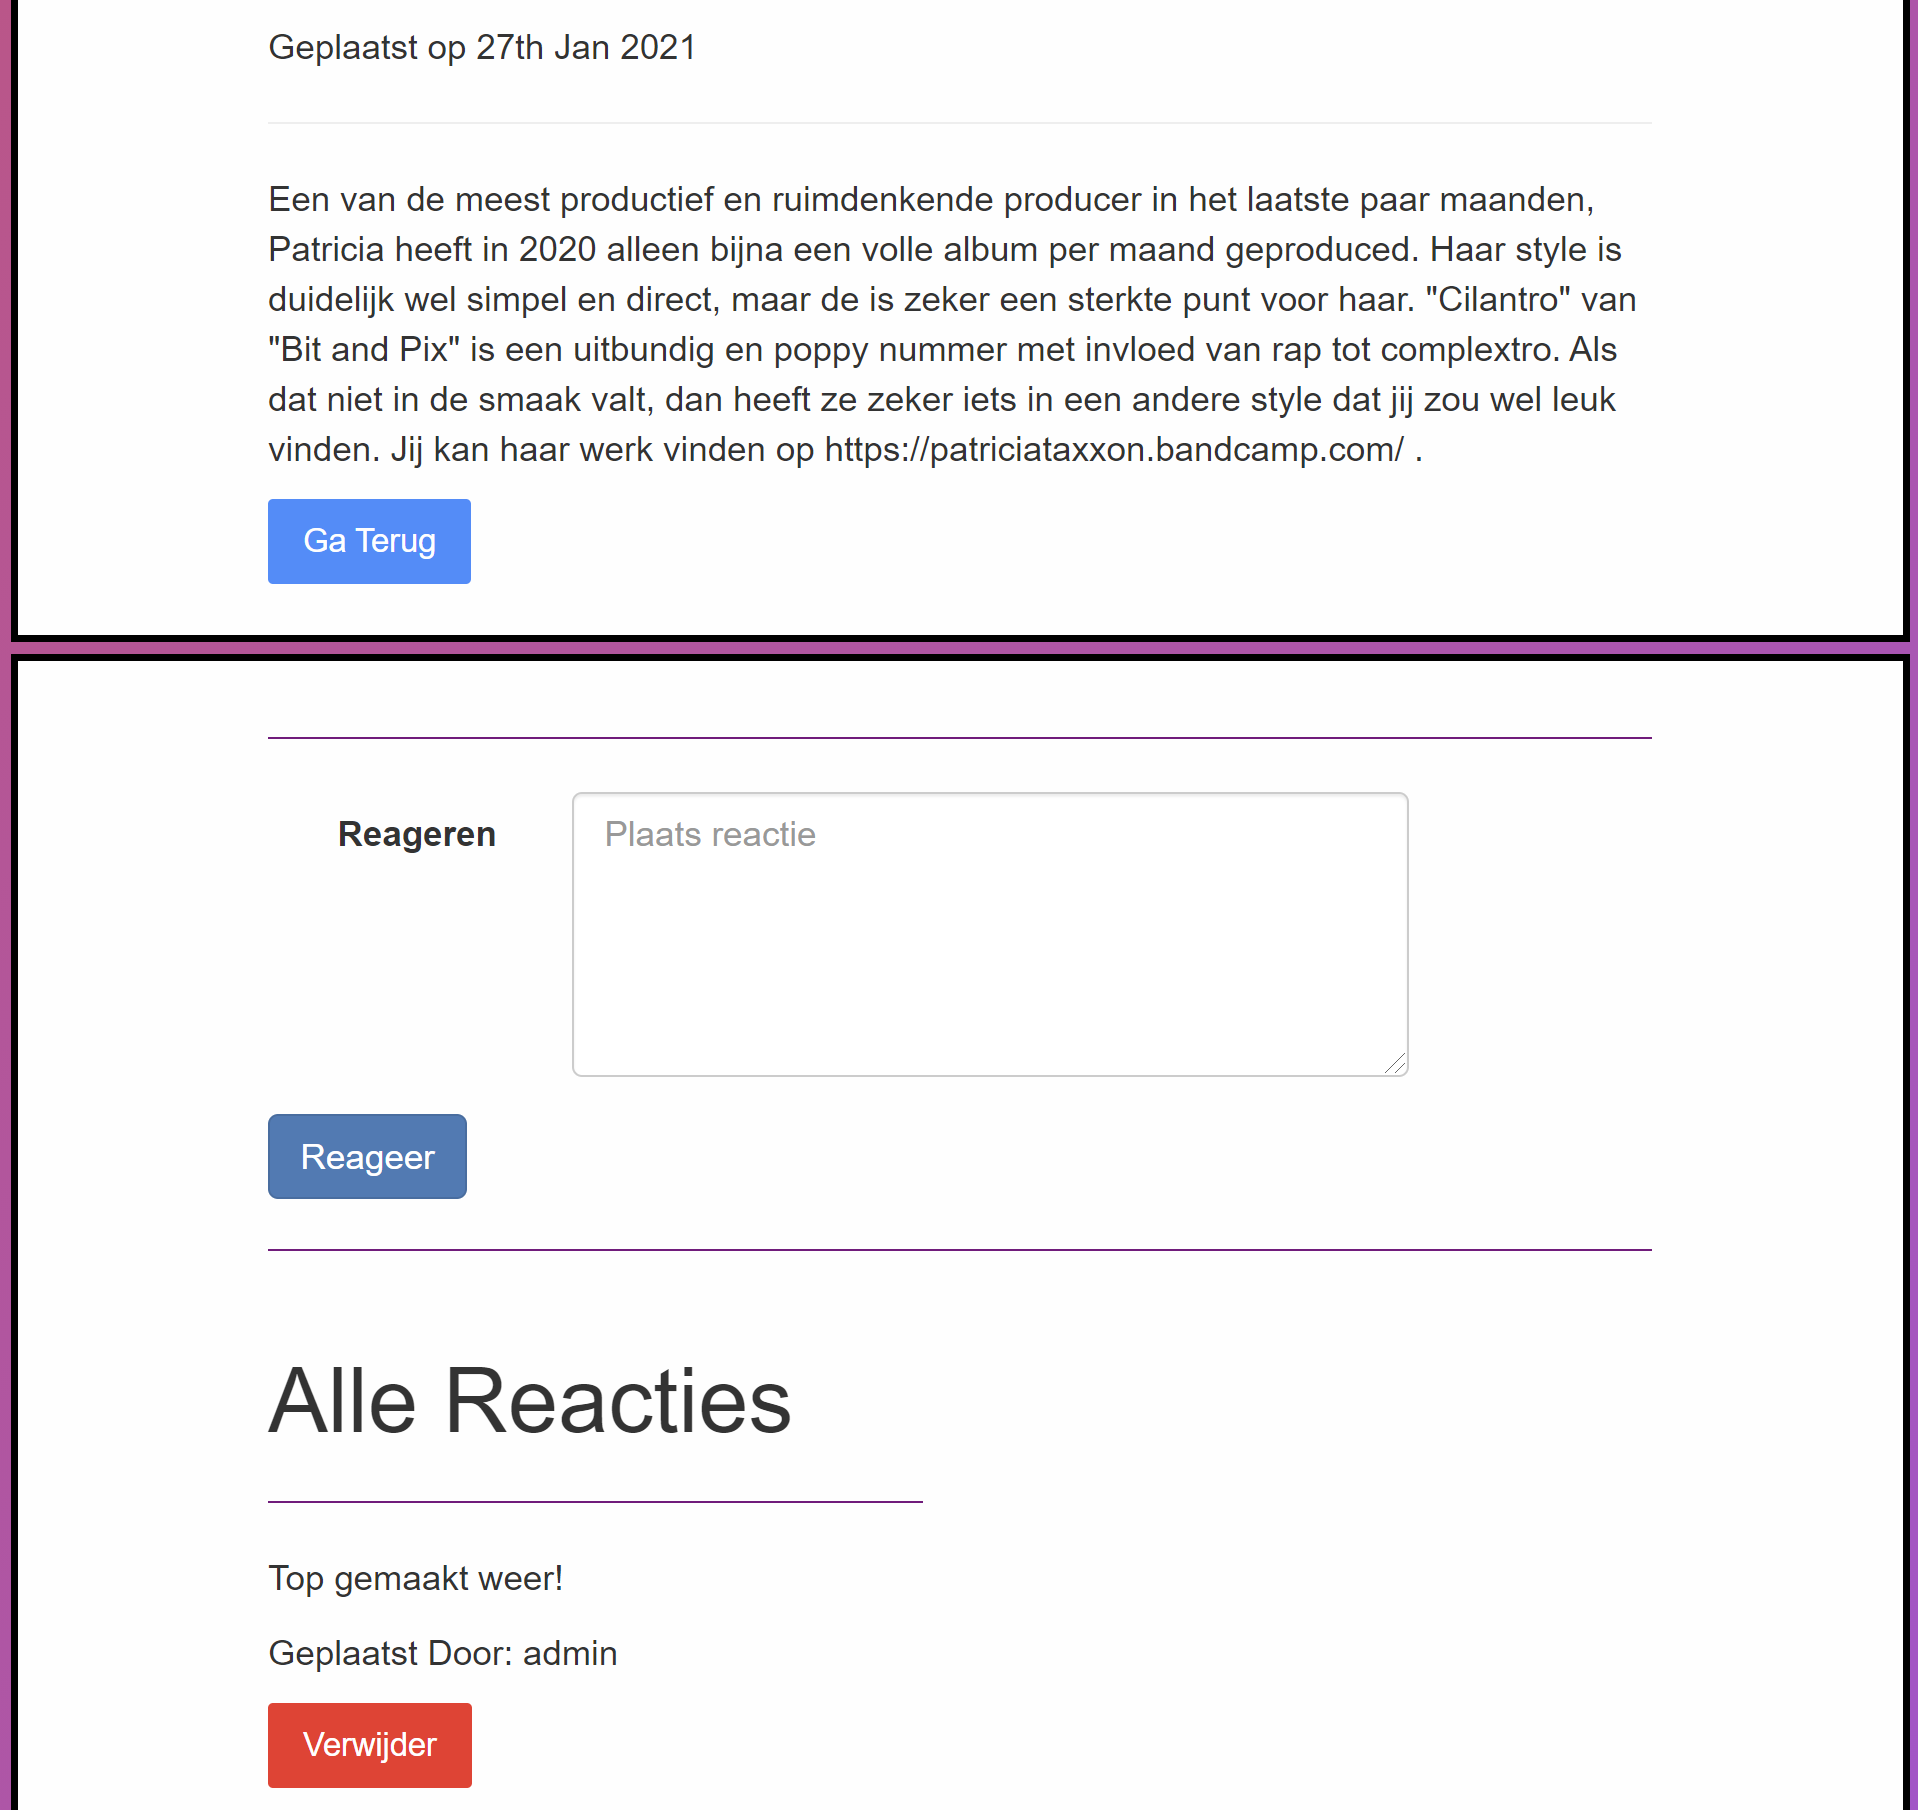 Geplaatst op 27th Jan 2021
Een van de meest productief en ruimdenkende producer in het laatste paar maanden,
Patricia heeft in 2020 alleen bijna een volle album per maand geproduced. Haar style is
duidelijk wel simpel en direct, maar de is zeker een sterkte punt voor haar. "Cilantro" van
"Bit and Pix" is een uitbundig en poppy nummer met invloed van rap tot complextro. Als
dat niet in de smaak valt, dan heeft ze zeker iets in een andere style dat jij zou wel leuk
vinden. Jij kan haar werk vinden op https://patriciataxxon.bandcamp.com/ .
Ga Terug
Reageren
Plaats reactie
Reageer
Alle Reacties
Top gemaakt weer!
Geplaatst Door: admin
Verwijder